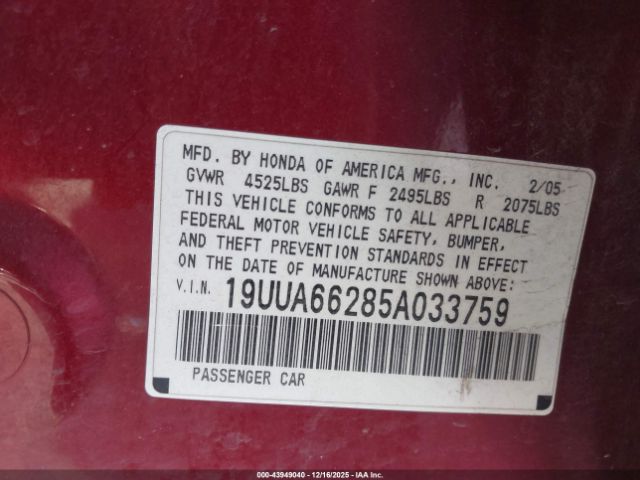 MFD. BY HONDA OF AMERICA MFG., INC. 2/05
GVWR 4525LBS GAWR F 2495LBS R 2075LBS
THIS VEHICLE CONFORMS TO ALL APPLICABLE
FEDERAL MOTOR VEHICLE SAFETY, BUMPER,
AND THEFT PREVENTION STANDARDS IN EFFECT
ON THE DATE OF MANUFACTURE SHOWN ABOVE:
V.I.N. 19UUA66285A033759
PASSENGER CAR
000-43949040 - 12/16/2025 - IAA Inc.